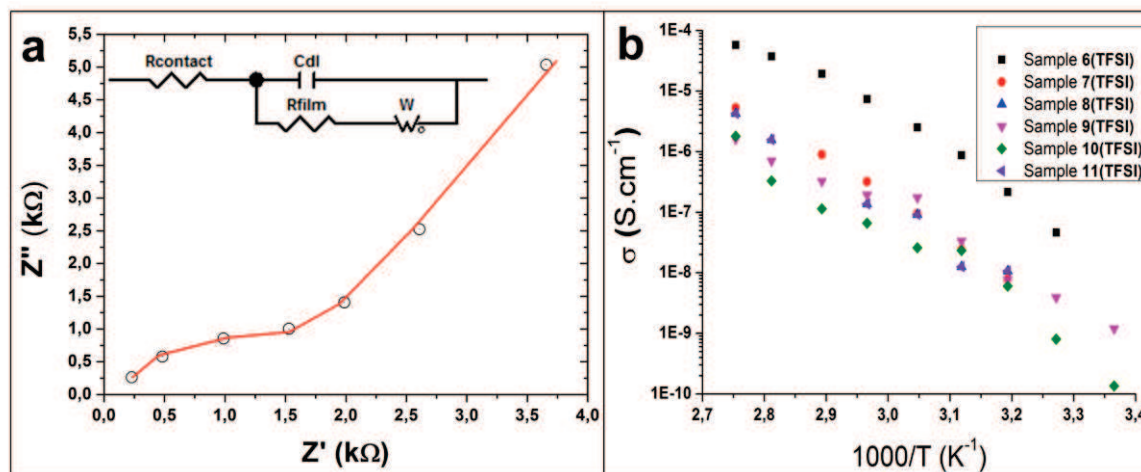 a
Rcontact
Cdl
Rfilm
W
Z'' (kΩ)
5,5
5,0
4,5
4,0
3,5
3,0
2,5
2,0
1,5
1,0
0,5
0,0
0,0 0,5 1,0 1,5 2,0 2,5 3,0 3,5 4,0
Z' (kΩ)
b
Sample 6(TFSI)
Sample 7(TFSI)
Sample 8(TFSI)
Sample 9(TFSI)
Sample 10(TFSI)
Sample 11(TFSI)
σ (S.cm⁻¹)
1E-4
1E-5
1E-6
1E-7
1E-8
1E-9
1E-10
2,7 2,8 2,9 3,0 3,1 3,2 3,3 3,4
1000/T (K⁻¹)